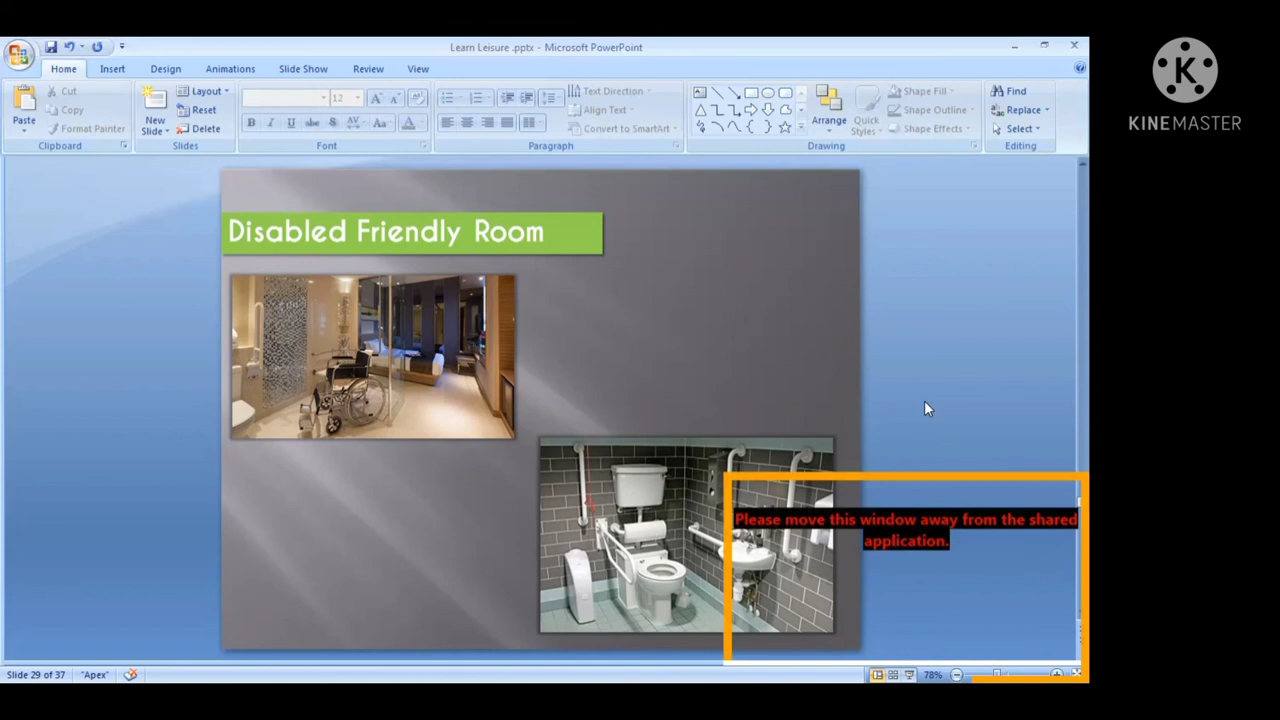 Learn Leisure .pptx - Microsoft PowerPoint
Home Insert Design Animations Slide Show Review View
Paste
Cut
Copy
Format Painter
Clipboard
New Slide
Layout
Reset
Delete
Slides
12
Font
Text Direction
Align Text
Convert to SmartArt
Paragraph
Arrange
Quick Styles
Shape Fill
Shape Outline
Shape Effects
Drawing
Find
Replace
Select
Editing
K
KINEMASTER
Disabled Friendly Room
Please move this window away from the shared
application.
Slide 29 of 37 "Apex" 78%